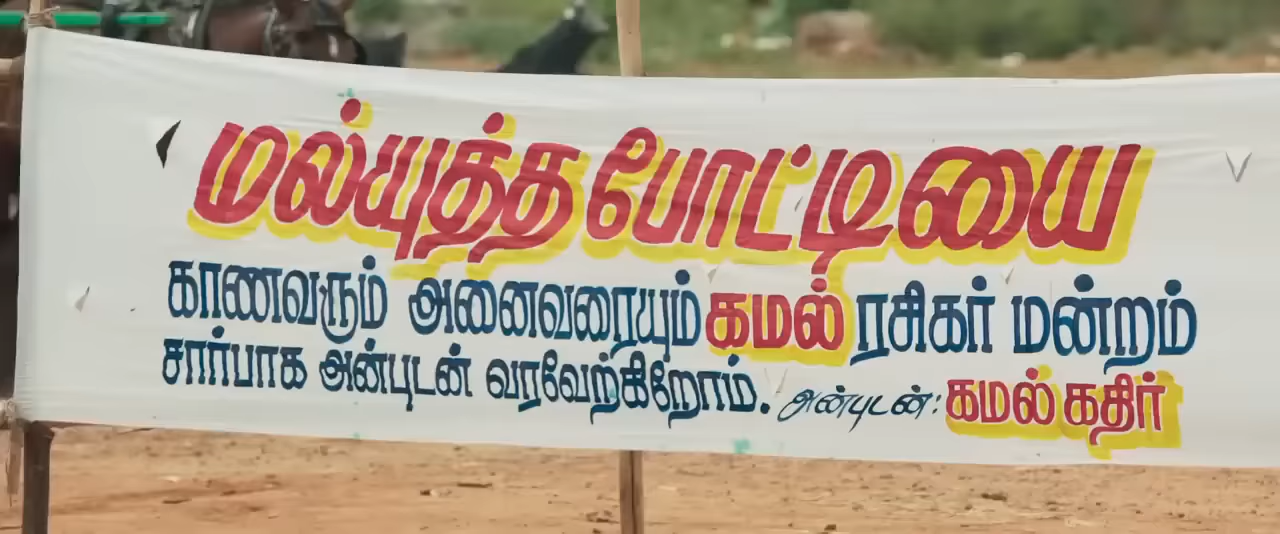 மல்யுத்த போட்டியை
காணவரும் அனைவரையும் கமல் ரசிகர் மன்றம்
சார்பாக அன்புடன் வரவேற்கிறோம். அன்புடன்: கமல் கதிர்